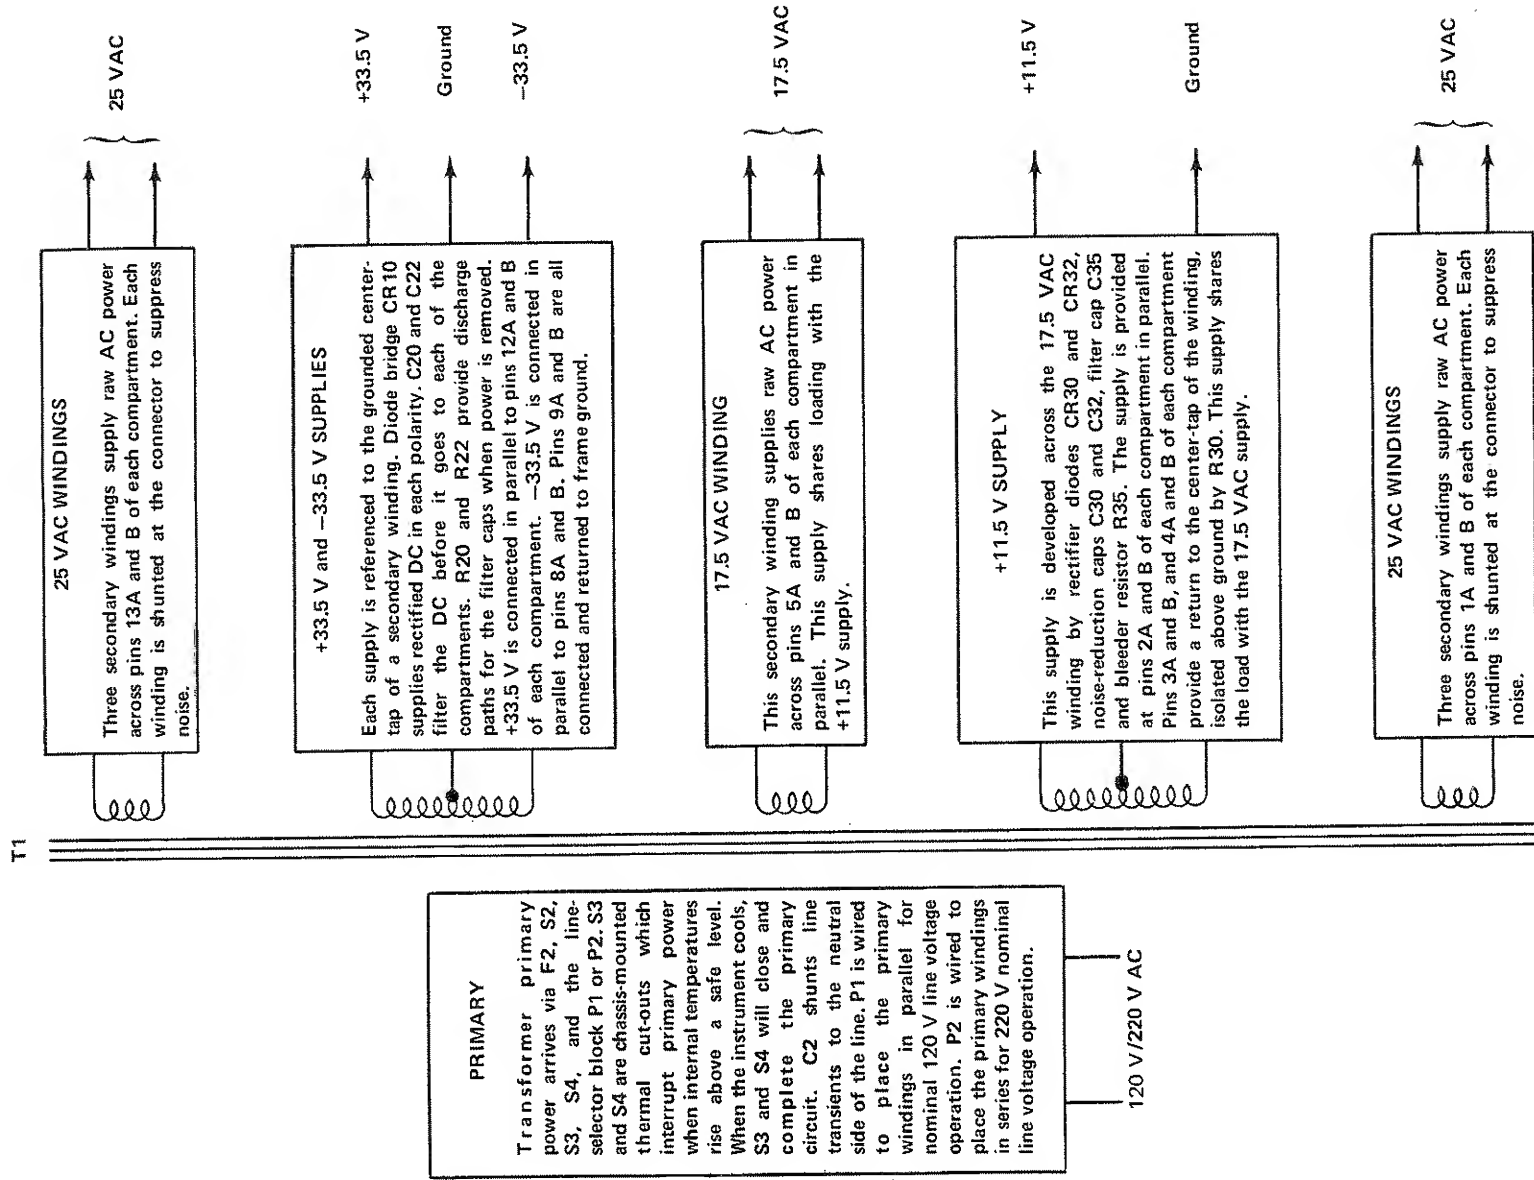 T1
PRIMARY
Transformer primary
power arrives via F2, S2,
S3, S4, and the line-
selector block P1 or P2. S3
and S4 are chassis-mounted
thermal cut-outs which
interrupt primary power
when internal temperatures
rise above a safe level.
When the instrument cools,
S3 and S4 will close and
complete the primary
circuit. C2 shunts line
transients to the neutral
side of the line. P1 is wired
to place the primary
windings in parallel for
nominal 120 V line voltage
operation. P2 is wired to
place the primary windings
in series for 220 V nominal
line voltage operation.
120 V/220 V AC
25 VAC WINDINGS
Three secondary windings supply raw AC power
across pins 13A and B of each compartment. Each
winding is shunted at the connector to suppress
noise.
25 VAC
+33.5 V and −33.5 V SUPPLIES
Each supply is referenced to the grounded center-
tap of a secondary winding. Diode bridge CR10
supplies rectified DC in each polarity. C20 and C22
filter the DC before it goes to each of the
compartments. R20 and R22 provide discharge
paths for the filter caps when power is removed.
+33.5 V is connected in parallel to pins 12A and B
of each compartment. −33.5 V is connected in
parallel to pins 8A and B. Pins 9A and B are all
connected and returned to frame ground.
+33.5 V
Ground
−33.5 V
17.5 VAC WINDING
This secondary winding supplies raw AC power
across pins 5A and B of each compartment in
parallel. This supply shares loading with the
+11.5 V supply.
17.5 VAC
+11.5 V SUPPLY
This supply is developed across the 17.5 VAC
winding by rectifier diodes CR30 and CR32,
noise-reduction caps C30 and C32, filter cap C35
and bleeder resistor R35. The supply is provided
at pins 2A and B of each compartment in parallel.
Pins 3A and B, and 4A and B of each compartment
provide a return to the center-tap of the winding,
isolated above ground by R30. This supply shares
the load with the 17.5 VAC supply.
+11.5 V
Ground
25 VAC WINDINGS
Three secondary windings supply raw AC power
across pins 1A and B of each compartment. Each
winding is shunted at the connector to suppress
noise.
25 VAC